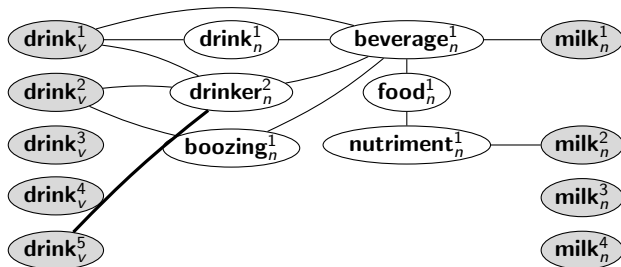 drink¹ᵥ drink¹ₙ beverage¹ₙ milk¹ₙ
drink²ᵥ drinker²ₙ food¹ₙ
drink³ᵥ boozing¹ₙ nutriment¹ₙ milk²ₙ
drink⁴ᵥ milk³ₙ
drink⁵ᵥ milk⁴ₙ